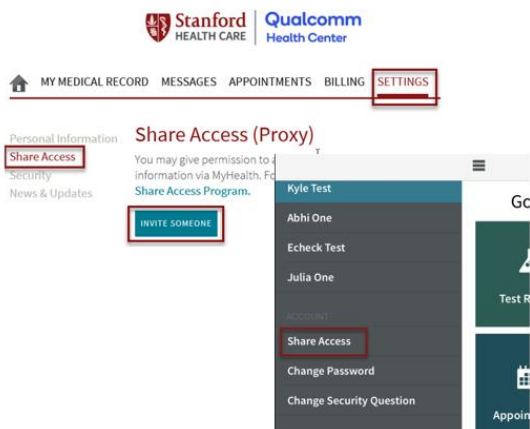 Stanford
HEALTH CARE
Qualcomm
Health Center
MY MEDICAL RECORD MESSAGES APPOINTMENTS BILLING SETTINGS
Personal Information
Share Access
Security
News & Updates
Share Access (Proxy)
You may give permission to a
information via MyHealth. Fo
Share Access Program.
INVITE SOMEONE
Kyle Test
Abhi One
Echeck Test
Julia One
ACCOUNT
Share Access
Change Password
Change Security Question
Go
Test R
Appoin